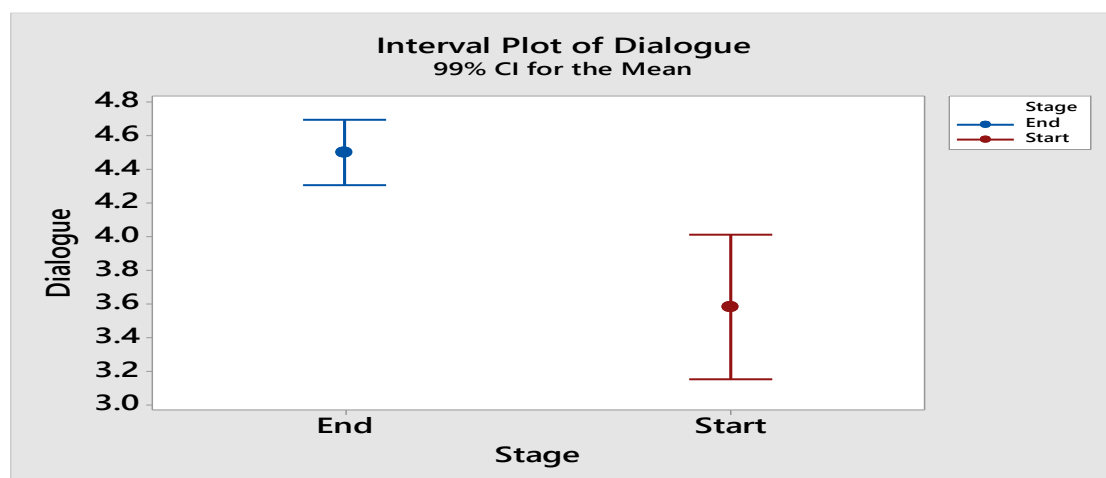 Interval Plot of Dialogue
99% CI for the Mean
4.8
4.6
4.4
4.2
4.0
3.8
3.6
3.4
3.2
3.0
Dialogue
End
Start
Stage
Stage
End
Start